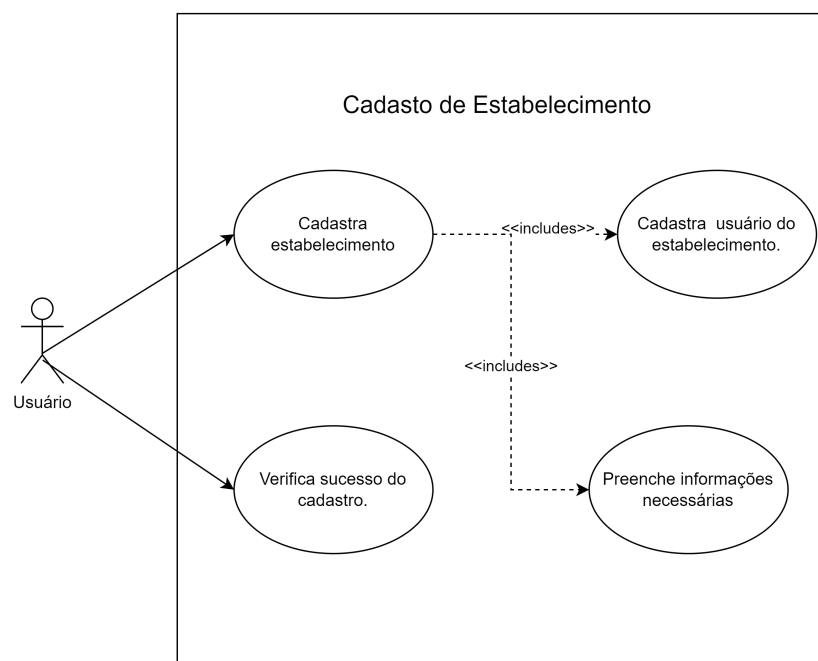 Cadasto de Estabelecimento
Cadastra
estabelecimento
<<includes>>
Cadastra usuário do
estabelecimento.
<<includes>>
Usuário
Verifica sucesso do
cadastro.
Preenche informações
necessárias